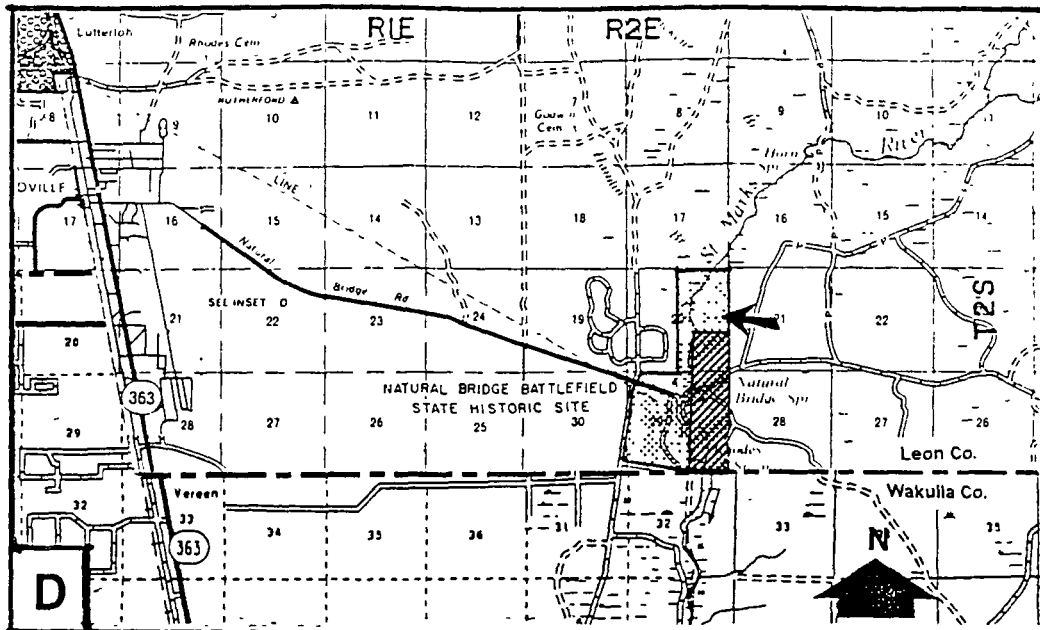 R1E R2E
Lutterloh
Rhodes Cem
RUTHERFORD
8 9 10 11 12 7 8 9 10
Cem
Horn
River
St Marks
LINE
17 16 15 14 13 18 17 16 15 14
Natural Bridge Rd
T2S
SEE INSET D
20 21 22 23 24 19 20 21 22
NATURAL BRIDGE BATTLEFIELD
STATE HISTORIC SITE
Natural
Bridge Spr
363
29 28 27 26 25 30 28 27 26
Leon Co.
Wakulla Co.
Vereen
32 33 34 35 36 31 32 33 35
363
N
D